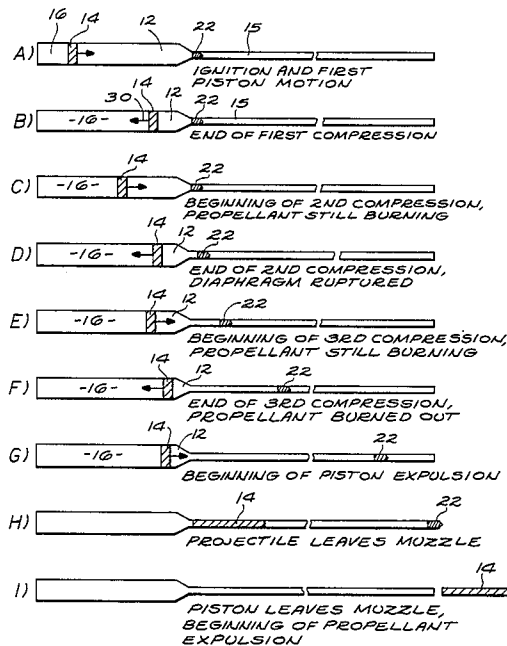 16 14 12 22 15
A)
IGNITION AND FIRST
PISTON MOTION
14
30 12 22 15
B) -16-
END OF FIRST COMPRESSION
14 22
C) -16-
BEGINNING OF 2ND COMPRESSION,
PROPELLANT STILL BURNING
14 12 22
D) -16-
END OF 2ND COMPRESSION,
DIAPHRAGM RUPTURED
14 12 22
E) -16-
BEGINNING OF 3RD COMPRESSION,
PROPELLANT STILL BURNING
14 12 22
F) -16-
END OF 3RD COMPRESSION,
PROPELLANT BURNED OUT
14 12 22
G) -16-
BEGINNING OF PISTON EXPULSION
14 22
H)
PROJECTILE LEAVES MUZZLE
14
I)
PISTON LEAVES MUZZLE,
BEGINNING OF PROPELLANT
EXPULSION